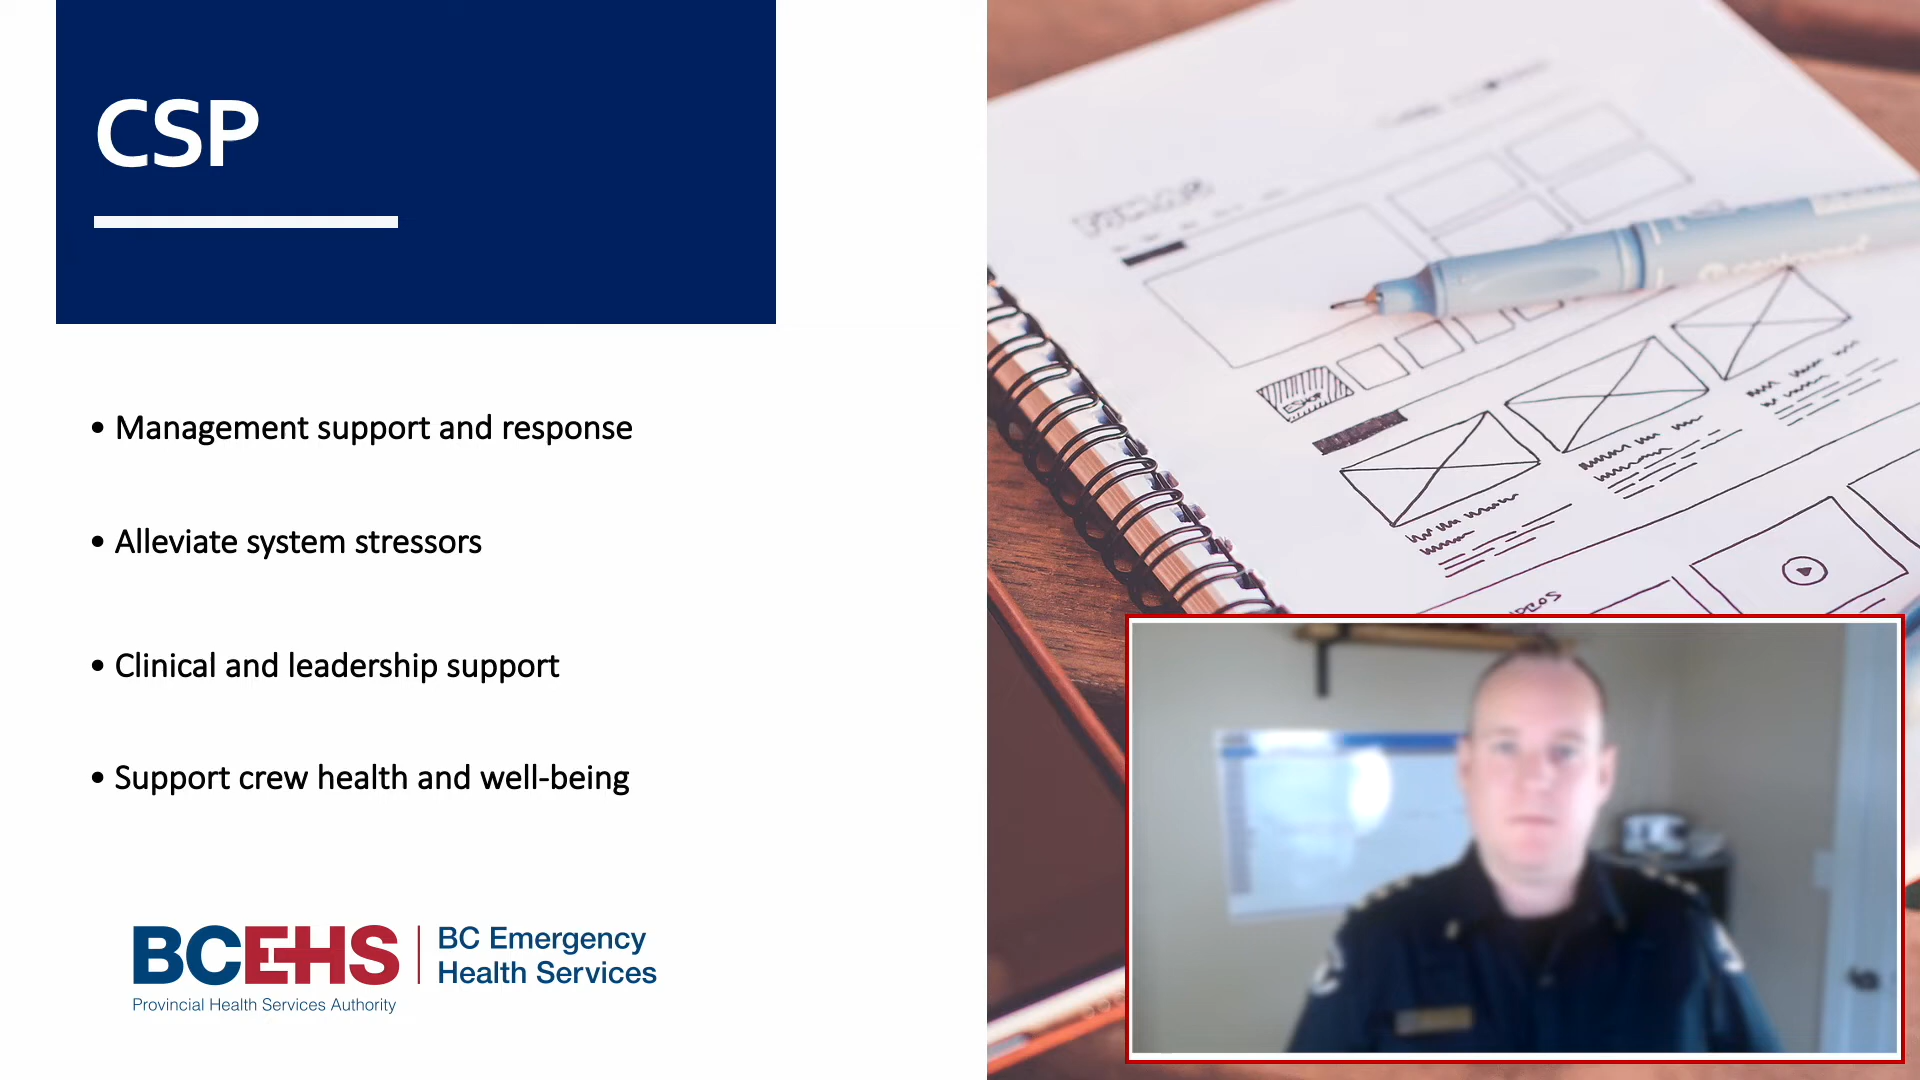 CSP
• Management support and response
• Alleviate system stressors
• Clinical and leadership support
• Support crew health and well-being
BCEHS
BC Emergency
Health Services
Provincial Health Services Authority
ESHOP